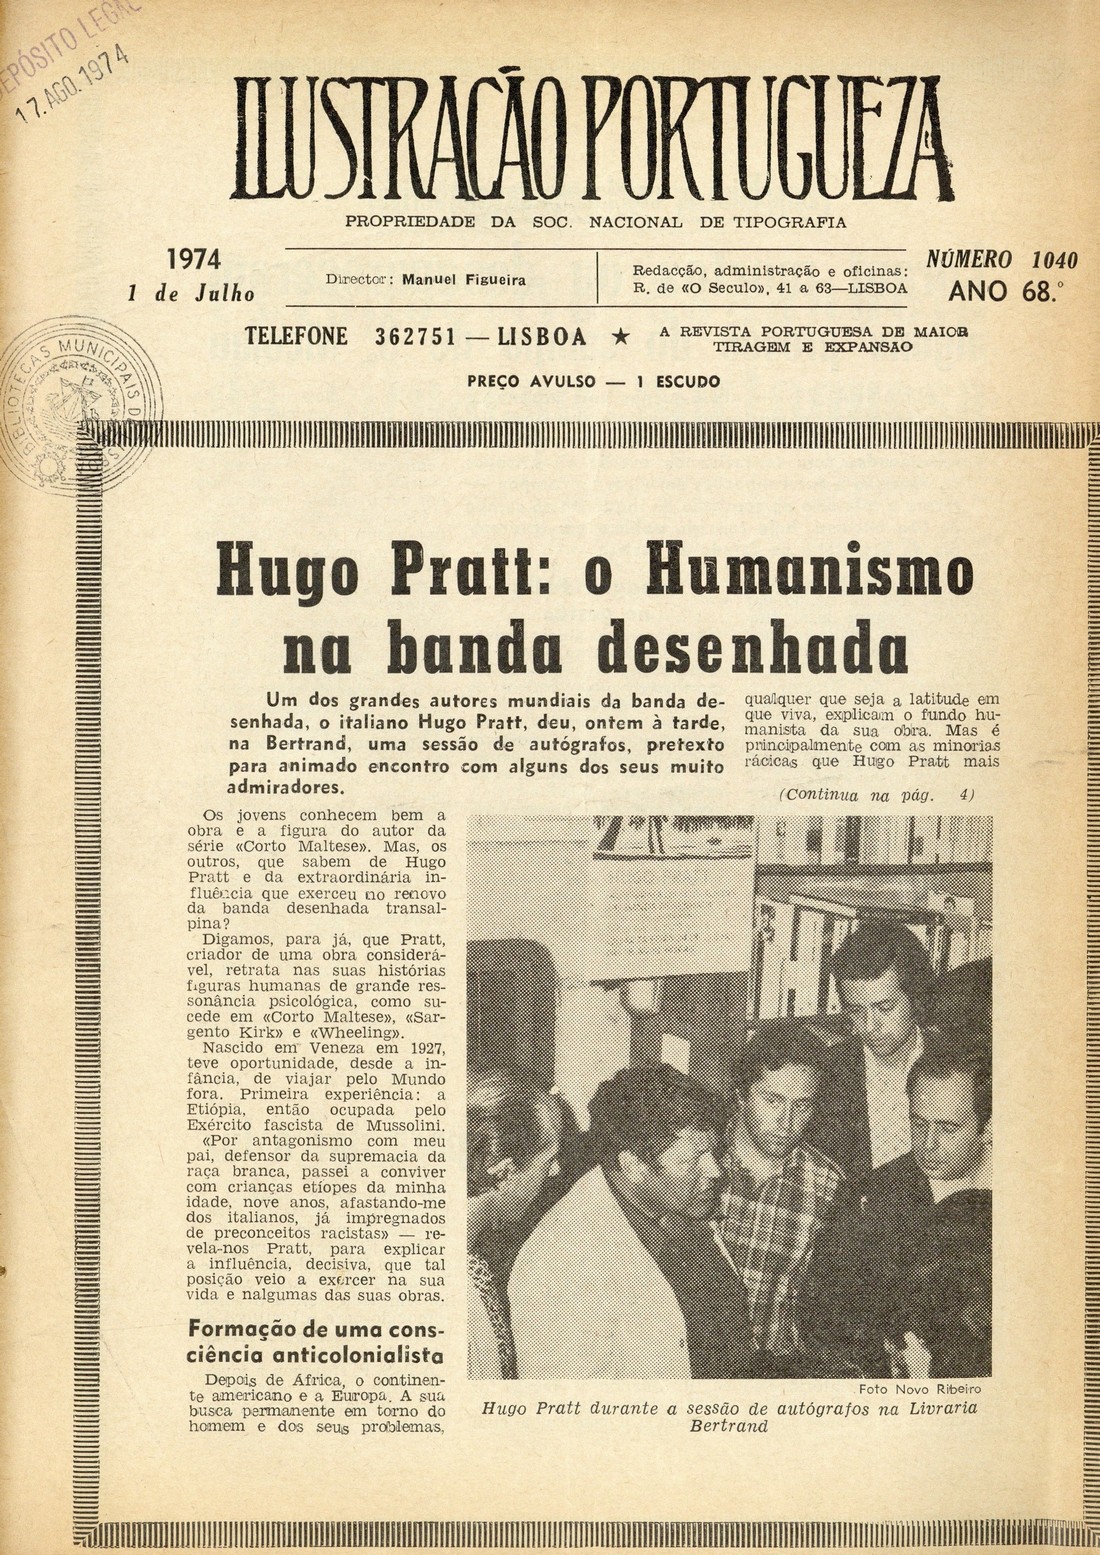 DEPÓSITO LEGAL
17. AGO. 1974
ILUSTRAÇÃO PORTUGUEZA
PROPRIEDADE DA SOC. NACIONAL DE TIPOGRAFIA
1974
1 de Julho
Director: Manuel Figueira
Redacção, administração e oficinas:
R. de «O Seculo», 41 a 63—LISBOA
NÚMERO 1040
ANO 68.º
TELEFONE 362751 — LISBOA ★
A REVISTA PORTUGUESA DE MAIOR
TIRAGEM E EXPANSÃO
PREÇO AVULSO — 1 ESCUDO
BIBLIOTECAS MUNICIPAIS DE
Hugo Pratt: o Humanismo
na banda desenhada
Um dos grandes autores mundiais da banda de-
senhada, o italiano Hugo Pratt, deu, ontem à tarde,
na Bertrand, uma sessão de autógrafos, pretexto
para animado encontro com alguns dos seus muito
admiradores.
Os jovens conhecem bem a
obra e a figura do autor da
série «Corto Maltese». Mas, os
outros, que sabem de Hugo
Pratt e da extraordinária in-
fluência que exerceu no renovo
da banda desenhada transal-
pina?
Digamos, para já, que Pratt,
criador de uma obra considerá-
vel, retrata nas suas histórias
figuras humanas de grande res-
sonância psicológica, como su-
cede em «Corto Maltese», «Sar-
gento Kirk» e «Wheeling».
Nascido em Veneza em 1927,
teve oportunidade, desde a in-
fância, de viajar pelo Mundo
fora. Primeira experiência: a
Etiópia, então ocupada pelo
Exército fascista de Mussolini.
«Por antagonismo com meu
pai, defensor da supremacia da
raça branca, passei a conviver
com crianças etíopes da minha
idade, nove anos, afastando-me
dos italianos, já impregnados
de preconceitos racistas» — re-
vela-nos Pratt, para explicar
a influência, decisiva, que tal
posição veio a exercer na sua
vida e nalgumas das suas obras.
Formação de uma cons-
ciência anticolonialista
Depois de África, o continen-
te americano e a Europa. A sua
busca permanente em torno do
homem e dos seus problemas,
qualquer que seja a latitude em
que viva, explicam o fundo hu-
manista da sua obra. Mas é
principalmente com as minorias
rácicas que Hugo Pratt mais
(Continua na pág. 4)
Foto Novo Ribeiro
Hugo Pratt durante a sessão de autógrafos na Livraria
Bertrand